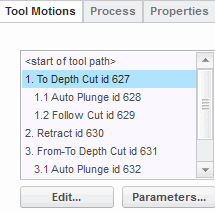 Tool Motions Process Properties
<start of tool path>
1. To Depth Cut id 627
1.1 Auto Plunge id 628
1.2 Follow Cut id 629
2. Retract id 630
3. From-To Depth Cut id 631
3.1 Auto Plunge id 632
Edit... Parameters...